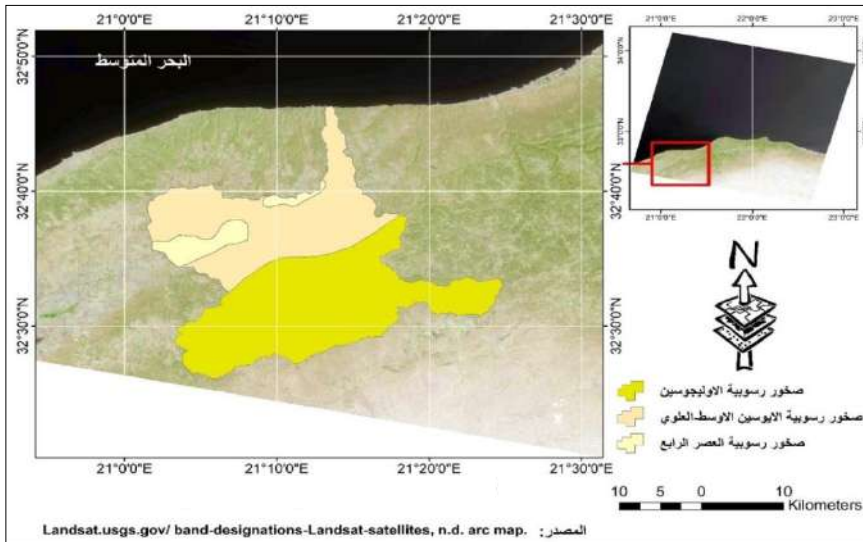 21°0'0"E 21°10'0"E 21°20'0"E 21°30'0"E
32°50'0"N
32°40'0"N
32°30'0"N
البحر المتوسط
32°50'0"N
32°40'0"N
32°30'0"N
21°0'0"E 21°10'0"E 21°20'0"E 21°30'0"E
21°0'0"E 22°0'0"E 23°0'0"E
21°0'0"E 22°0'0"E 23°0'0"E
N
صخور رسوبية الاوليجوسين
صخور رسوبية الايوسين الاوسط-العلوي
صخور رسوبية العصر الرابع
10 5 0 10
Kilometers
المصدر: Landsat.usgs.gov/ band-designations-Landsat-satellites, n.d. arc map.